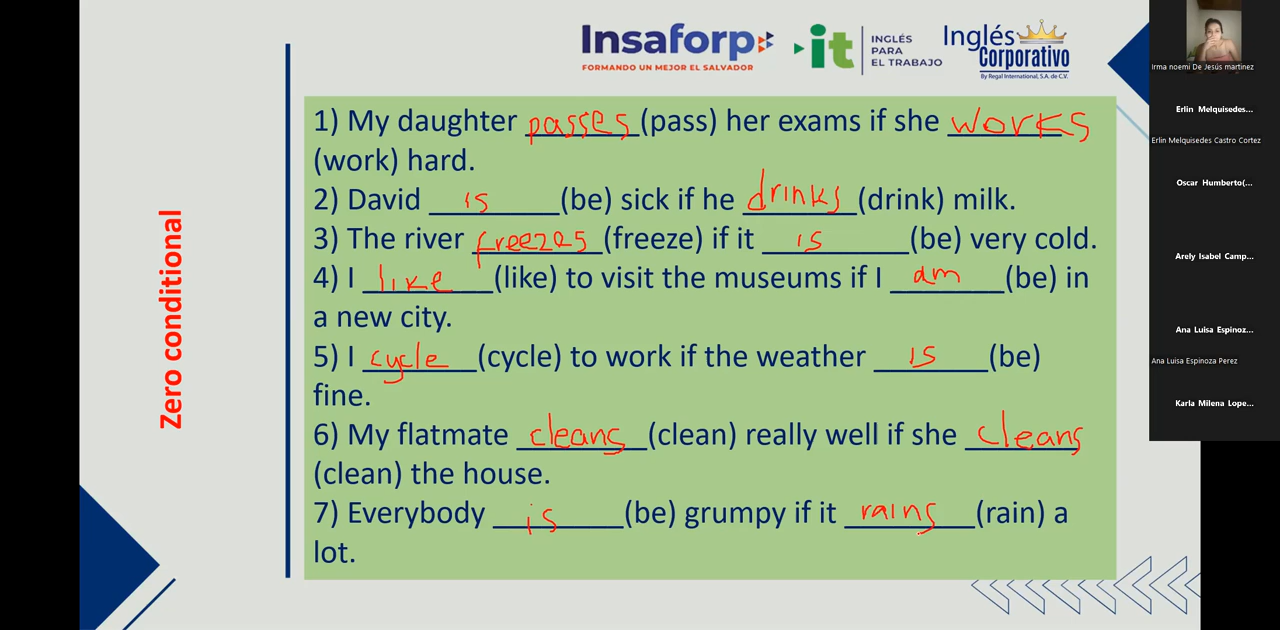 Insaforp
FORMANDO UN MEJOR EL SALVADOR
it
INGLÉS
PARA
EL TRABAJO
Inglés
Corporativo
By Regal International, S.A. de C.V.
Zero conditional
1) My daughter passes (pass) her exams if she works
(work) hard.
2) David is (be) sick if he drinks (drink) milk.
3) The river freezes (freeze) if it is (be) very cold.
4) I like (like) to visit the museums if I am (be) in
a new city.
5) I cycle (cycle) to work if the weather is (be)
fine.
6) My flatmate cleans (clean) really well if she cleans
(clean) the house.
7) Everybody is (be) grumpy if it rains (rain) a
lot.
Irma noemi De Jesús martinez
Erlin Melquisedes...
Erlin Melquisedes Castro Cortez
Oscar Humberto(...
Arely Isabel Camp...
Ana Luisa Espinoz...
Ana Luisa Espinoza Perez
Karla Milena Lope...